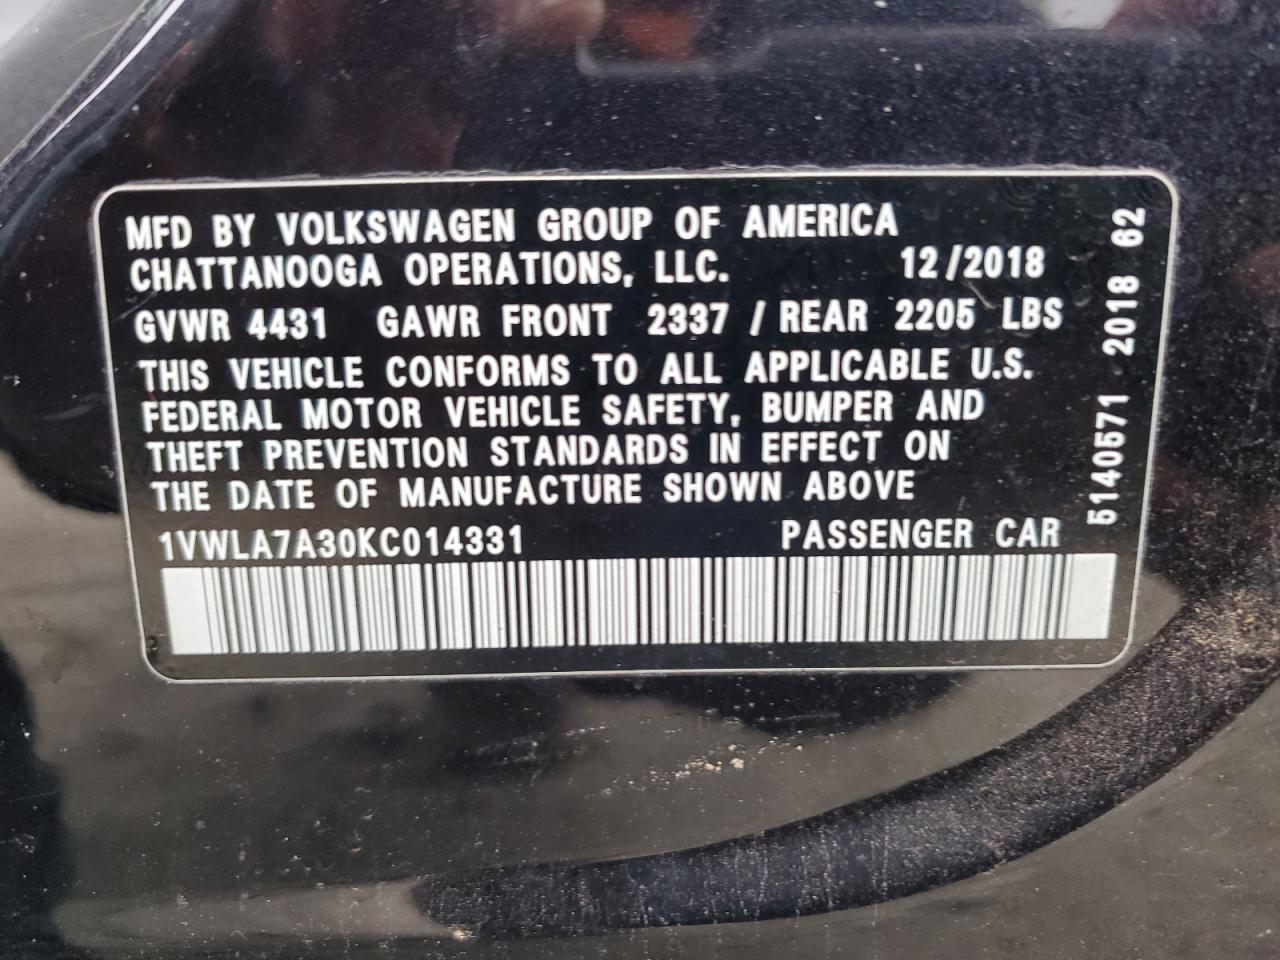 MFD BY VOLKSWAGEN GROUP OF AMERICA
CHATTANOOGA OPERATIONS, LLC. 12/2018
GVWR 4431 GAWR FRONT 2337 / REAR 2205 LBS
THIS VEHICLE CONFORMS TO ALL APPLICABLE U.S.
FEDERAL MOTOR VEHICLE SAFETY, BUMPER AND
THEFT PREVENTION STANDARDS IN EFFECT ON
THE DATE OF MANUFACTURE SHOWN ABOVE
1VWLA7A30KC014331 PASSENGER CAR
5140571 2018 62